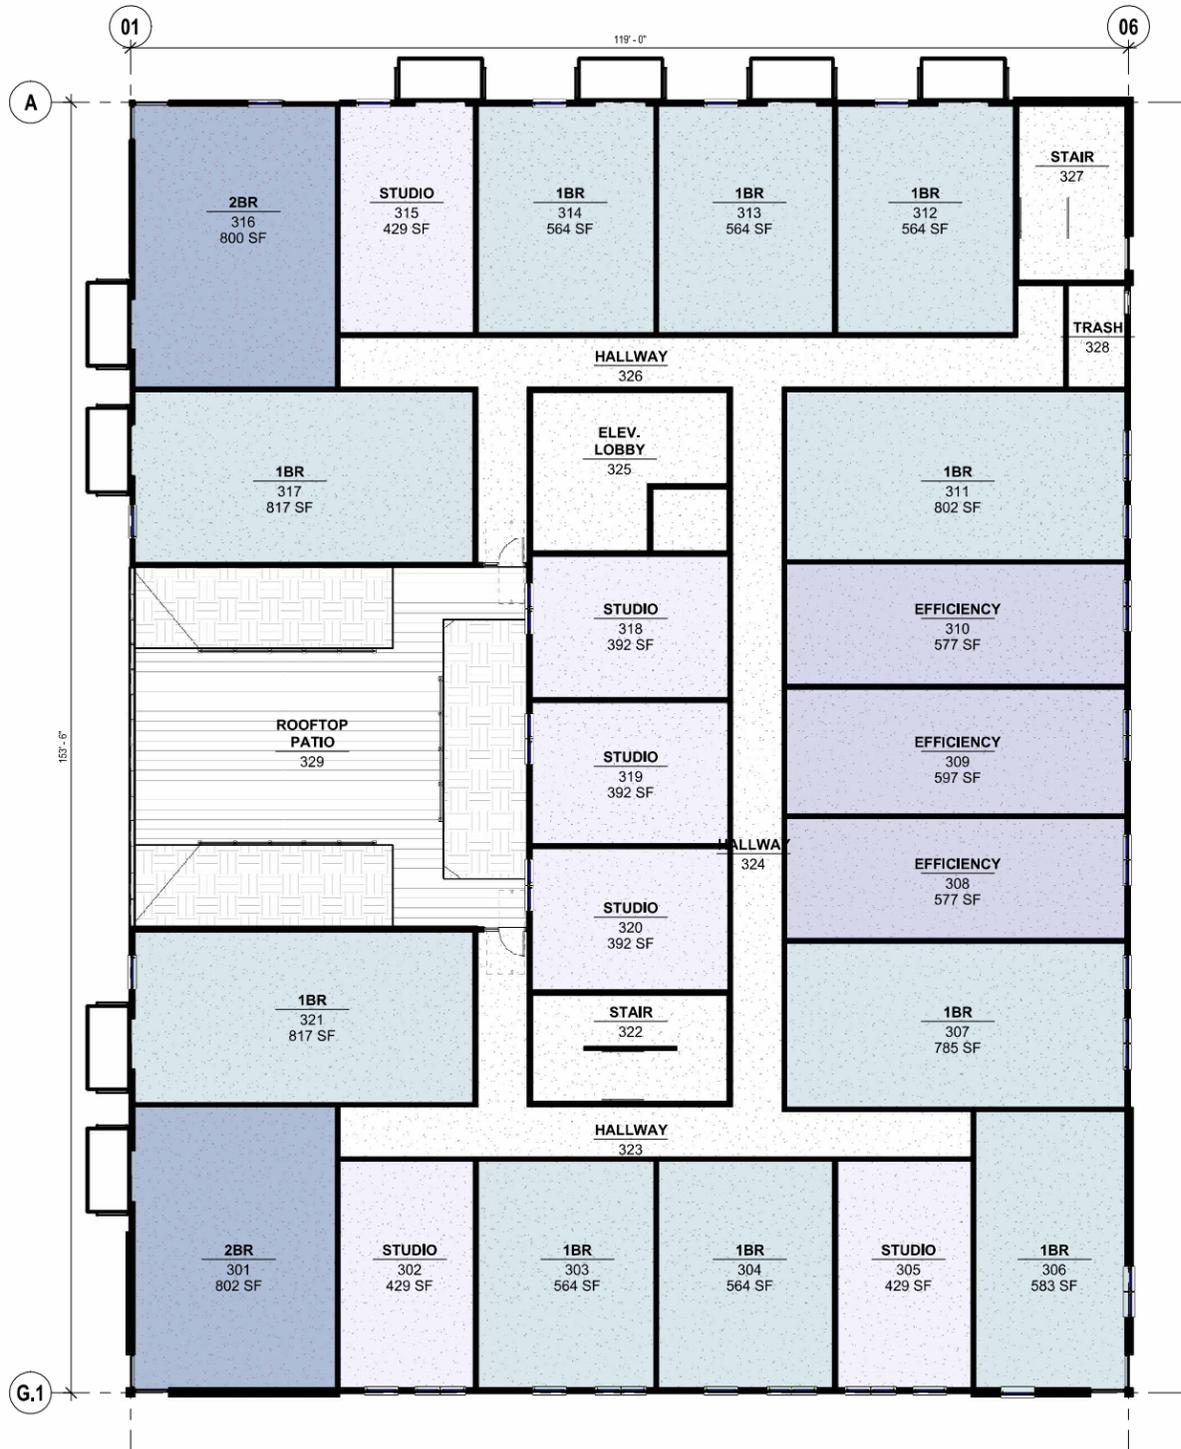 01
06
119' - 0"
A
STAIR
327
2BR
316
800 SF
STUDIO
315
429 SF
1BR
314
564 SF
1BR
313
564 SF
1BR
312
564 SF
TRASH
328
HALLWAY
326
ELEV.
LOBBY
325
1BR
317
817 SF
1BR
311
802 SF
STUDIO
318
392 SF
EFFICIENCY
310
577 SF
ROOFTOP
PATIO
329
153' - 6"
STUDIO
319
392 SF
EFFICIENCY
309
597 SF
HALLWAY
324
EFFICIENCY
308
577 SF
STUDIO
320
392 SF
1BR
321
817 SF
STAIR
322
1BR
307
785 SF
HALLWAY
323
2BR
301
802 SF
STUDIO
302
429 SF
1BR
303
564 SF
1BR
304
564 SF
STUDIO
305
429 SF
1BR
306
583 SF
G.1